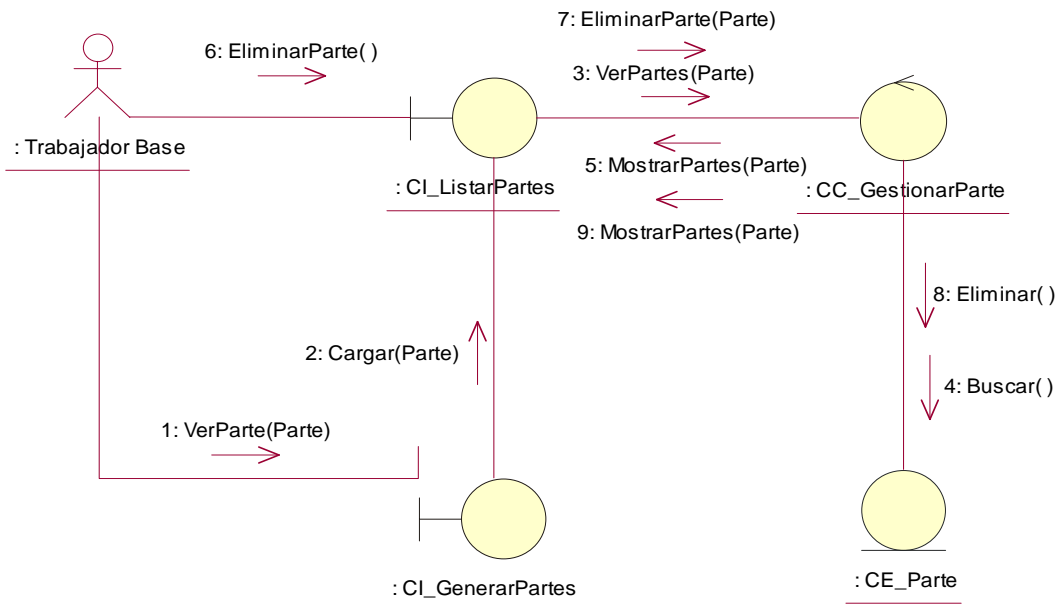 7: EliminarParte(Parte)
6: EliminarParte( )
3: VerPartes(Parte)
: Trabajador Base
5: MostrarPartes(Parte)
: CI_ListarPartes
: CC_GestionarParte
9: MostrarPartes(Parte)
8: Eliminar( )
2: Cargar(Parte)
4: Buscar( )
1: VerParte(Parte)
: CE_Parte
: CI_GenerarPartes